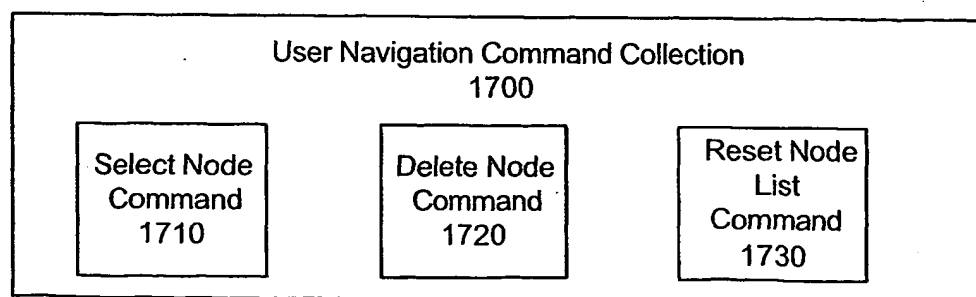 User Navigation Command Collection
1700
Select Node
Command
1710
Delete Node
Command
1720
Reset Node
List
Command
1730